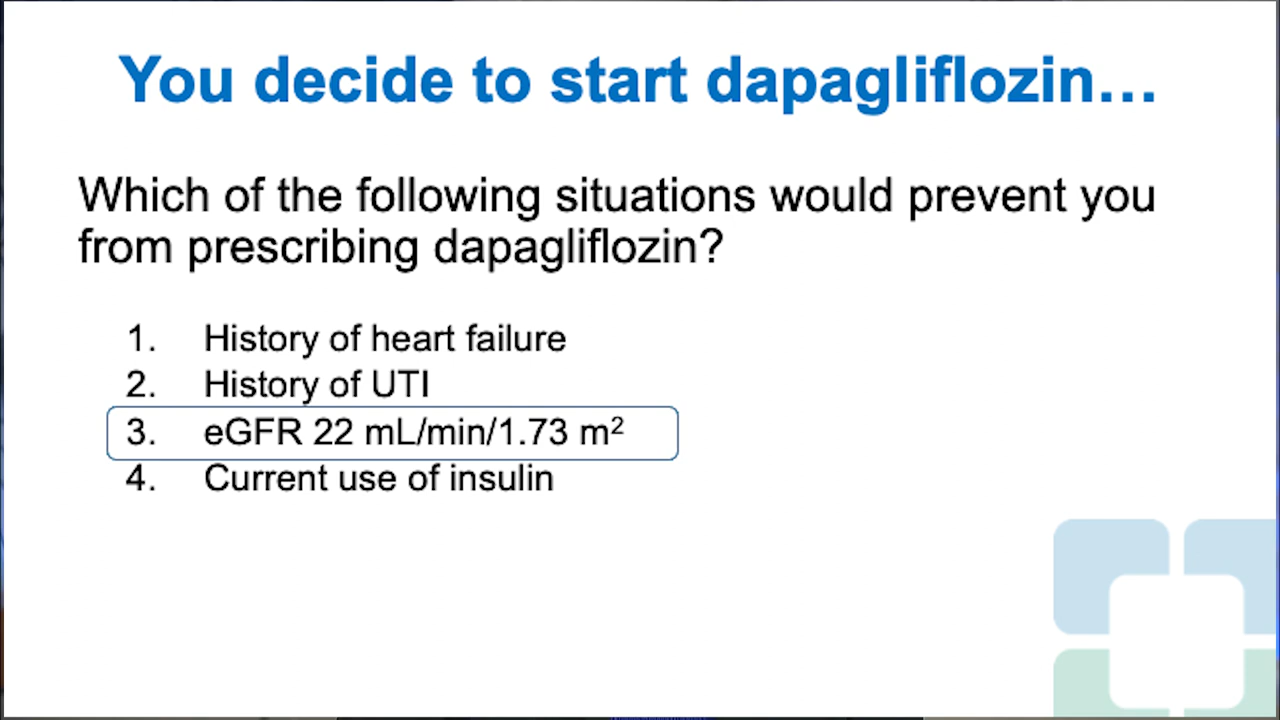 You decide to start dapagliflozin…
Which of the following situations would prevent you
from prescribing dapagliflozin?
1. History of heart failure
2. History of UTI
3. eGFR 22 mL/min/1.73 m²
4. Current use of insulin